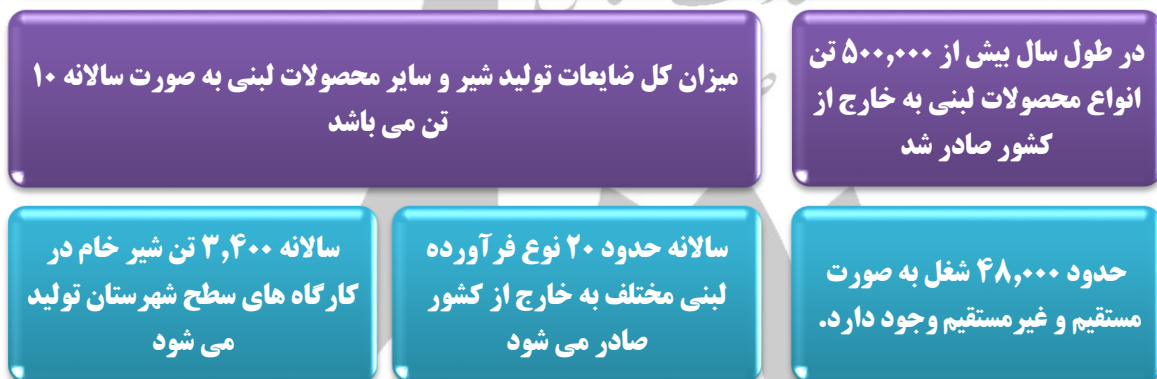 در طول سال بیش از ۵۰۰,۰۰۰ تن
انواع محصولات لبنی به خارج از
کشور صادر شد
میزان کل ضایعات تولید شیر و سایر محصولات لبنی به صورت سالانه ۱۰
تن می باشد
حدود ۴۸,۰۰۰ شغل به صورت
مستقیم و غیرمستقیم وجود دارد.
سالانه حدود ۲۰ نوع فرآورده
لبنی مختلف به خارج از کشور
صادر می شود
سالانه ۳,۴۰۰ تن شیر خام در
کارگاه های سطح شهرستان تولید
می شود